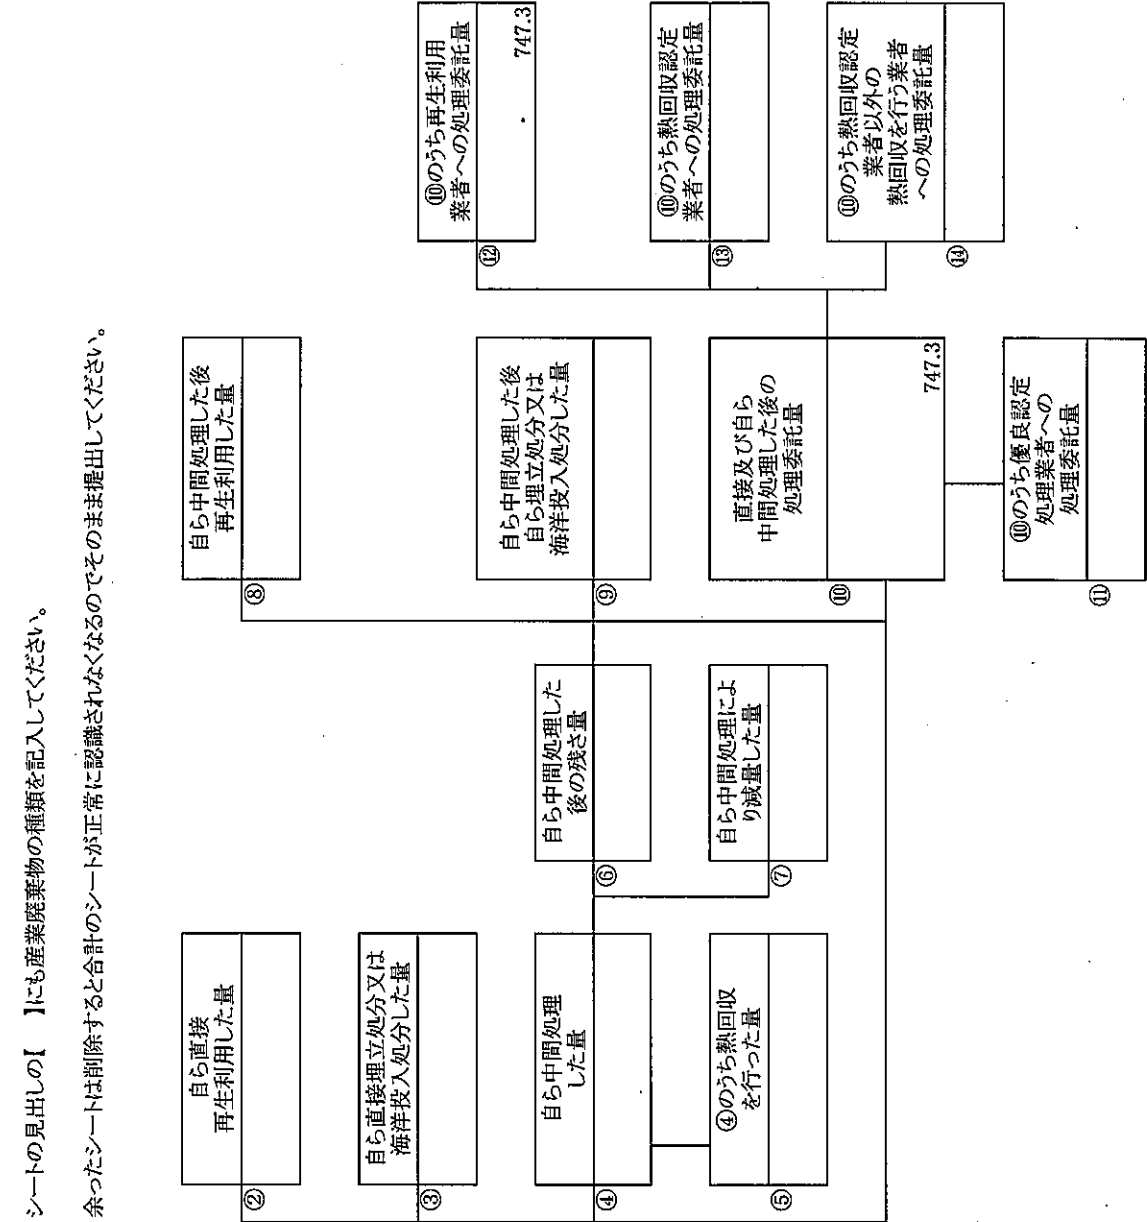 シートの見出しの【　】にも産業廃棄物の種類を記入してください。
余ったシートは削除すると合計のシートが正常に認識されなくなるのでそのまま提出してください。
自ら直接
再生利用した量
②
自ら直接埋立処分又は
海洋投入処分した量
③
自ら中間処理
した量
④
④のうち熱回収
を行った量
⑤
自ら中間処理した
後の残さ量
⑥
自ら中間処理によ
り減量した量
⑦
自ら中間処理した後
再生利用した量
⑧
自ら中間処理した後
自ら埋立処分又は
海洋投入処分した量
⑨
直接及び自ら
中間処理した後の
処理委託量
⑩
747.3
⑩のうち優良認定
処理業者への
処理委託量
⑪
⑩のうち再生利用
業者への処理委託量
⑫
747.3
⑩のうち熱回収認定
業者への処理委託量
⑬
⑩のうち熱回収認定
業者以外の
熱回収を行う業者
への処理委託量
⑭